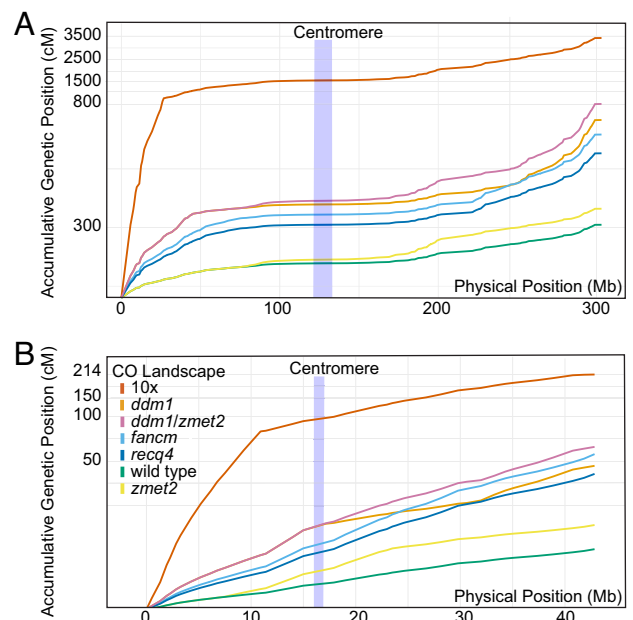 A
Accumulative Genetic Position (cM)
3500
2500
1500
800
300
Centromere
Physical Position (Mb)
0
100
200
300
B
Accumulative Genetic Position (cM)
214
150
100
50
CO Landscape
10x
ddm1
ddm1/zmet2
fancm
recq4
wild type
zmet2
Centromere
Physical Position (Mb)
0
10
20
30
40